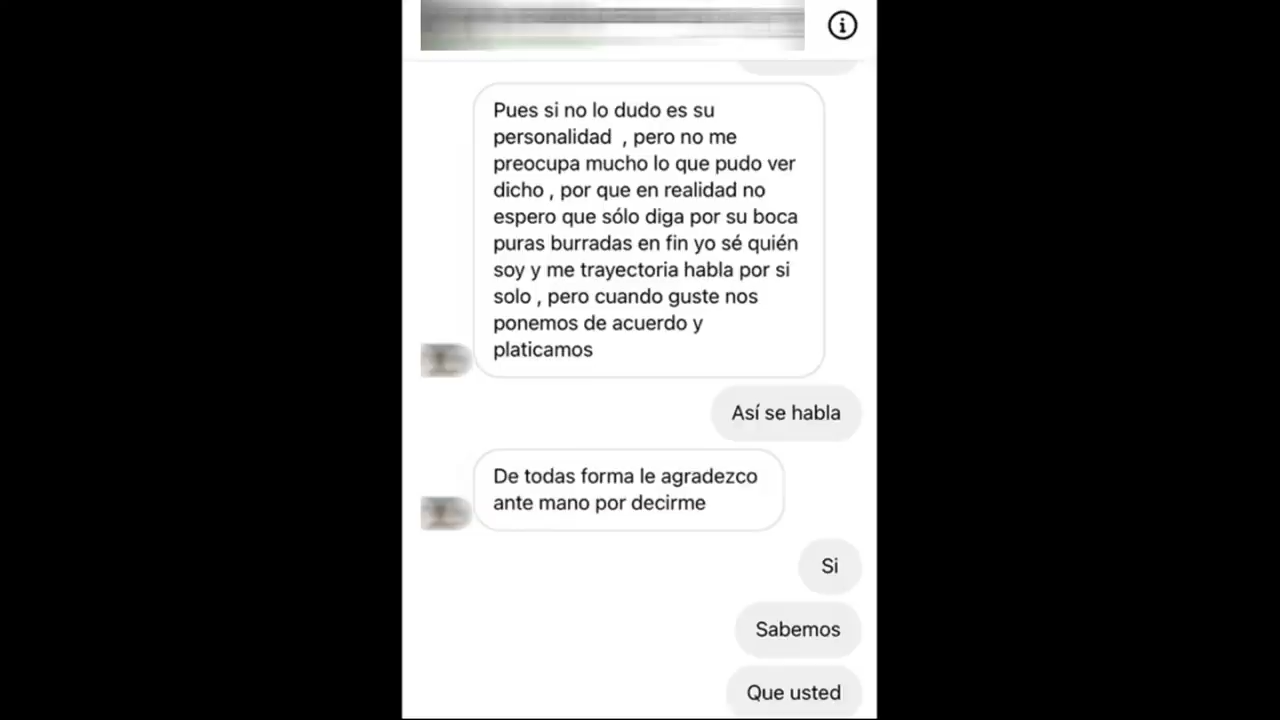 Pues si no lo dudo es su
personalidad  , pero no me
preocupa mucho lo que pudo ver
dicho , por que en realidad no
espero que sólo diga por su boca
puras burradas en fin yo sé quién
soy y me trayectoria habla por si
solo , pero cuando guste nos
ponemos de acuerdo y
platicamos
Así se habla
De todas forma le agradezco
ante mano por decirme
Si
Sabemos
Que usted